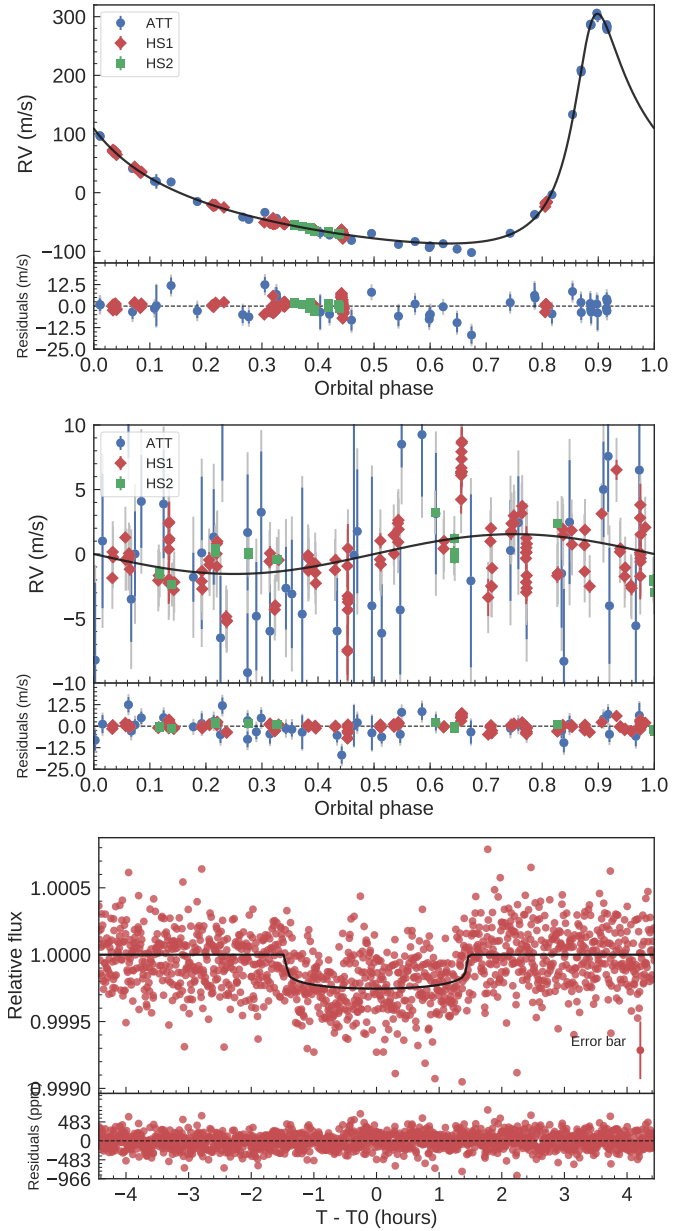 300
200
100
0
−100
RV (m/s)
ATT
HS1
HS2
12.5
0.0
−12.5
−25.0
Residuals (m/s)
0.0 0.1 0.2 0.3 0.4 0.5 0.6 0.7 0.8 0.9 1.0
Orbital phase
10
5
0
−5
−10
RV (m/s)
ATT
HS1
HS2
12.5
0.0
−12.5
−25.0
Residuals (m/s)
0.0 0.1 0.2 0.3 0.4 0.5 0.6 0.7 0.8 0.9 1.0
Orbital phase
1.0005
1.0000
0.9995
0.9990
Relative flux
Error bar
483
0
−483
−966
Residuals (ppm)
−4 −3 −2 −1 0 1 2 3 4
T - T0 (hours)